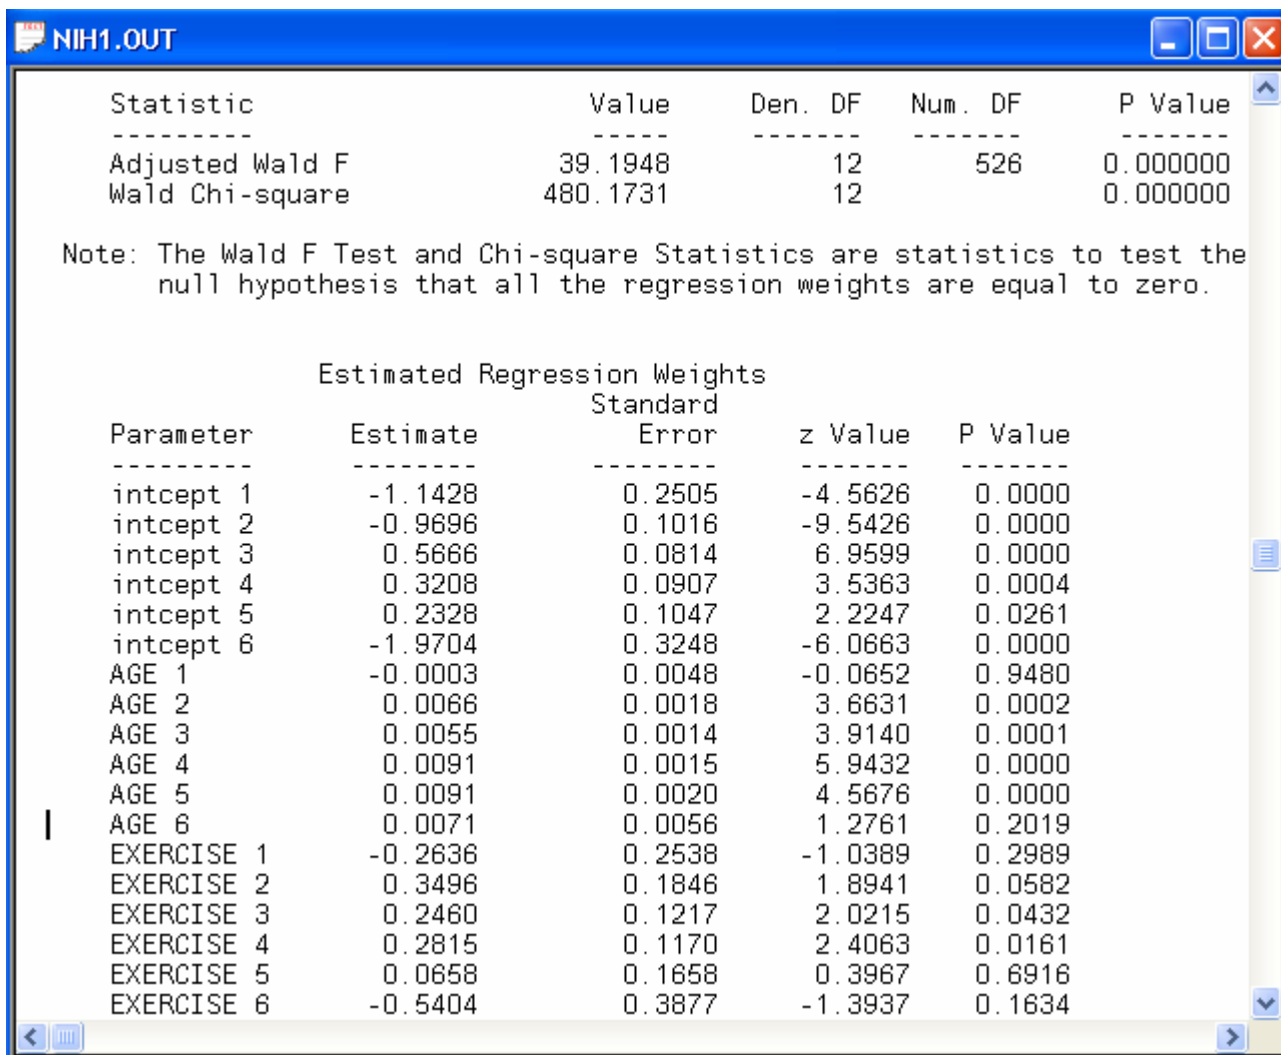 NIH1.OUT
Statistic Value Den. DF Num. DF P Value
--------- ----- ------- ------- -------
Adjusted Wald F 39.1948 12 526 0.000000
Wald Chi-square 480.1731 12 0.000000
Note: The Wald F Test and Chi-square Statistics are statistics to test the
null hypothesis that all the regression weights are equal to zero.
Estimated Regression Weights
Standard
Parameter Estimate Error z Value P Value
--------- -------- -------- ------- -------
intcept 1 -1.1428 0.2505 -4.5626 0.0000
intcept 2 -0.9696 0.1016 -9.5426 0.0000
intcept 3 0.5666 0.0814 6.9599 0.0000
intcept 4 0.3208 0.0907 3.5363 0.0004
intcept 5 0.2328 0.1047 2.2247 0.0261
intcept 6 -1.9704 0.3248 -6.0663 0.0000
AGE 1 -0.0003 0.0048 -0.0652 0.9480
AGE 2 0.0066 0.0018 3.6631 0.0002
AGE 3 0.0055 0.0014 3.9140 0.0001
AGE 4 0.0091 0.0015 5.9432 0.0000
AGE 5 0.0091 0.0020 4.5676 0.0000
AGE 6 0.0071 0.0056 1.2761 0.2019
EXERCISE 1 -0.2636 0.2538 -1.0389 0.2989
EXERCISE 2 0.3496 0.1846 1.8941 0.0582
EXERCISE 3 0.2460 0.1217 2.0215 0.0432
EXERCISE 4 0.2815 0.1170 2.4063 0.0161
EXERCISE 5 0.0658 0.1658 0.3967 0.6916
EXERCISE 6 -0.5404 0.3877 -1.3937 0.1634